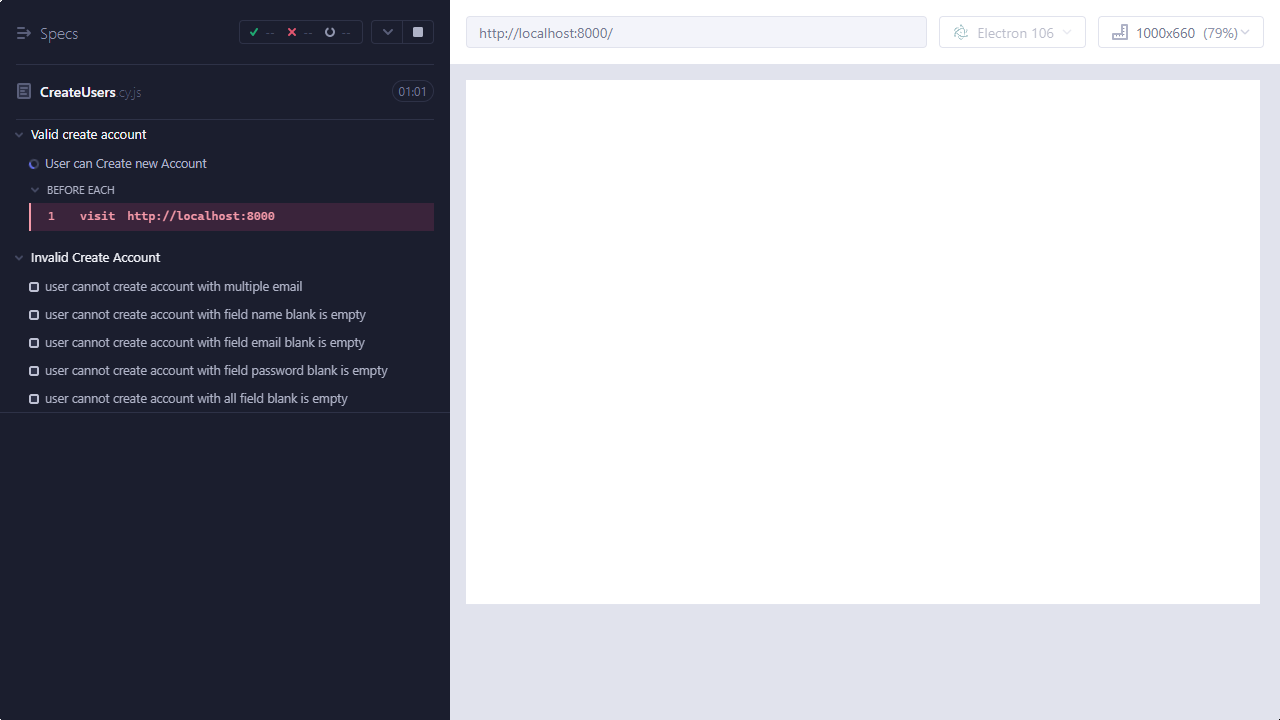 Specs
-- -- --
CreateUsers.cy.js 01:01
Valid create account
User can Create new Account
BEFORE EACH
1 visit http://localhost:8000
Invalid Create Account
user cannot create account with multiple email
user cannot create account with field name blank is empty
user cannot create account with field email blank is empty
user cannot create account with field password blank is empty
user cannot create account with all field blank is empty
http://localhost:8000/ Electron 106 1000x660 (79%)